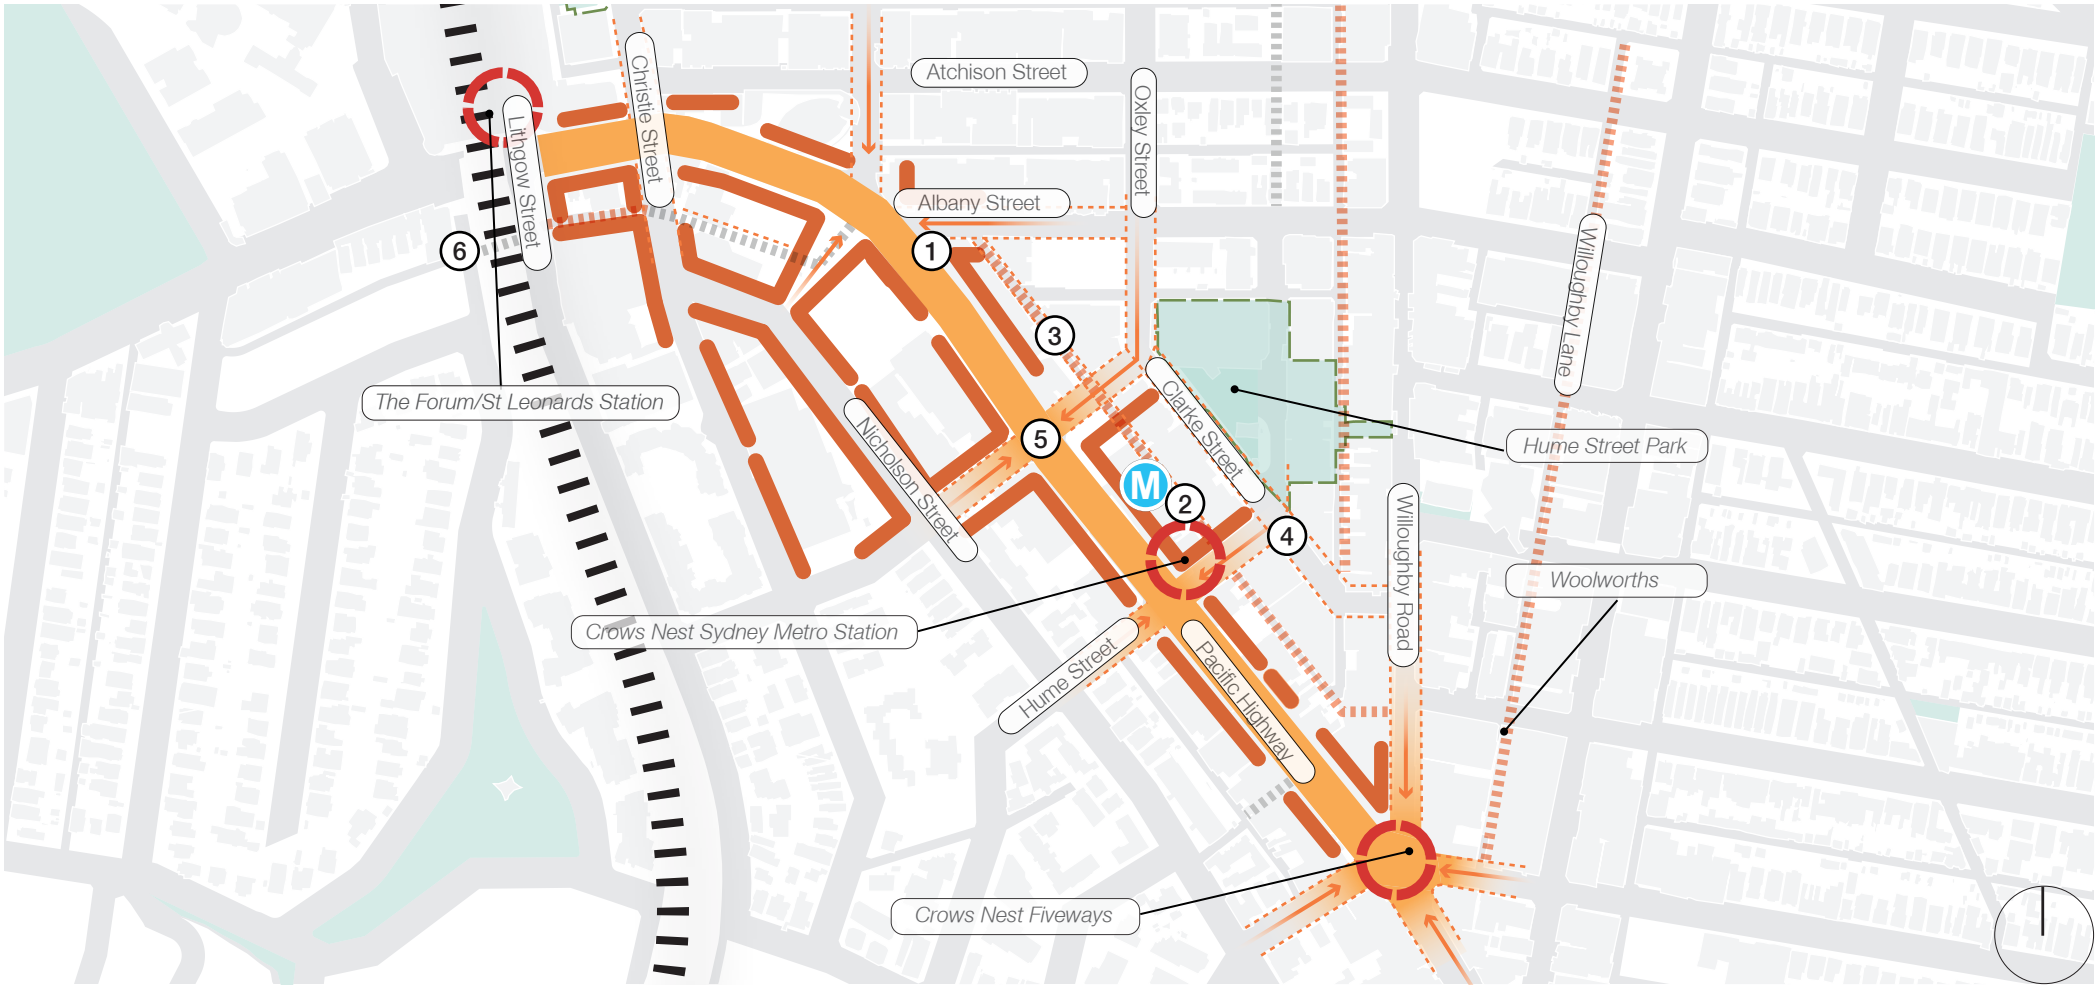 Atchison Street
Christie Street
Oxley Street
Lithgow Street
Albany Street
Willoughby Lane
1
6
3
The Forum/St Leonards Station
Clarke Street
Nicholson Street
5
Hume Street Park
M
2
4
Willoughby Road
Woolworths
Crows Nest Sydney Metro Station
Hume Street
Pacific Highway
Crows Nest Fiveways